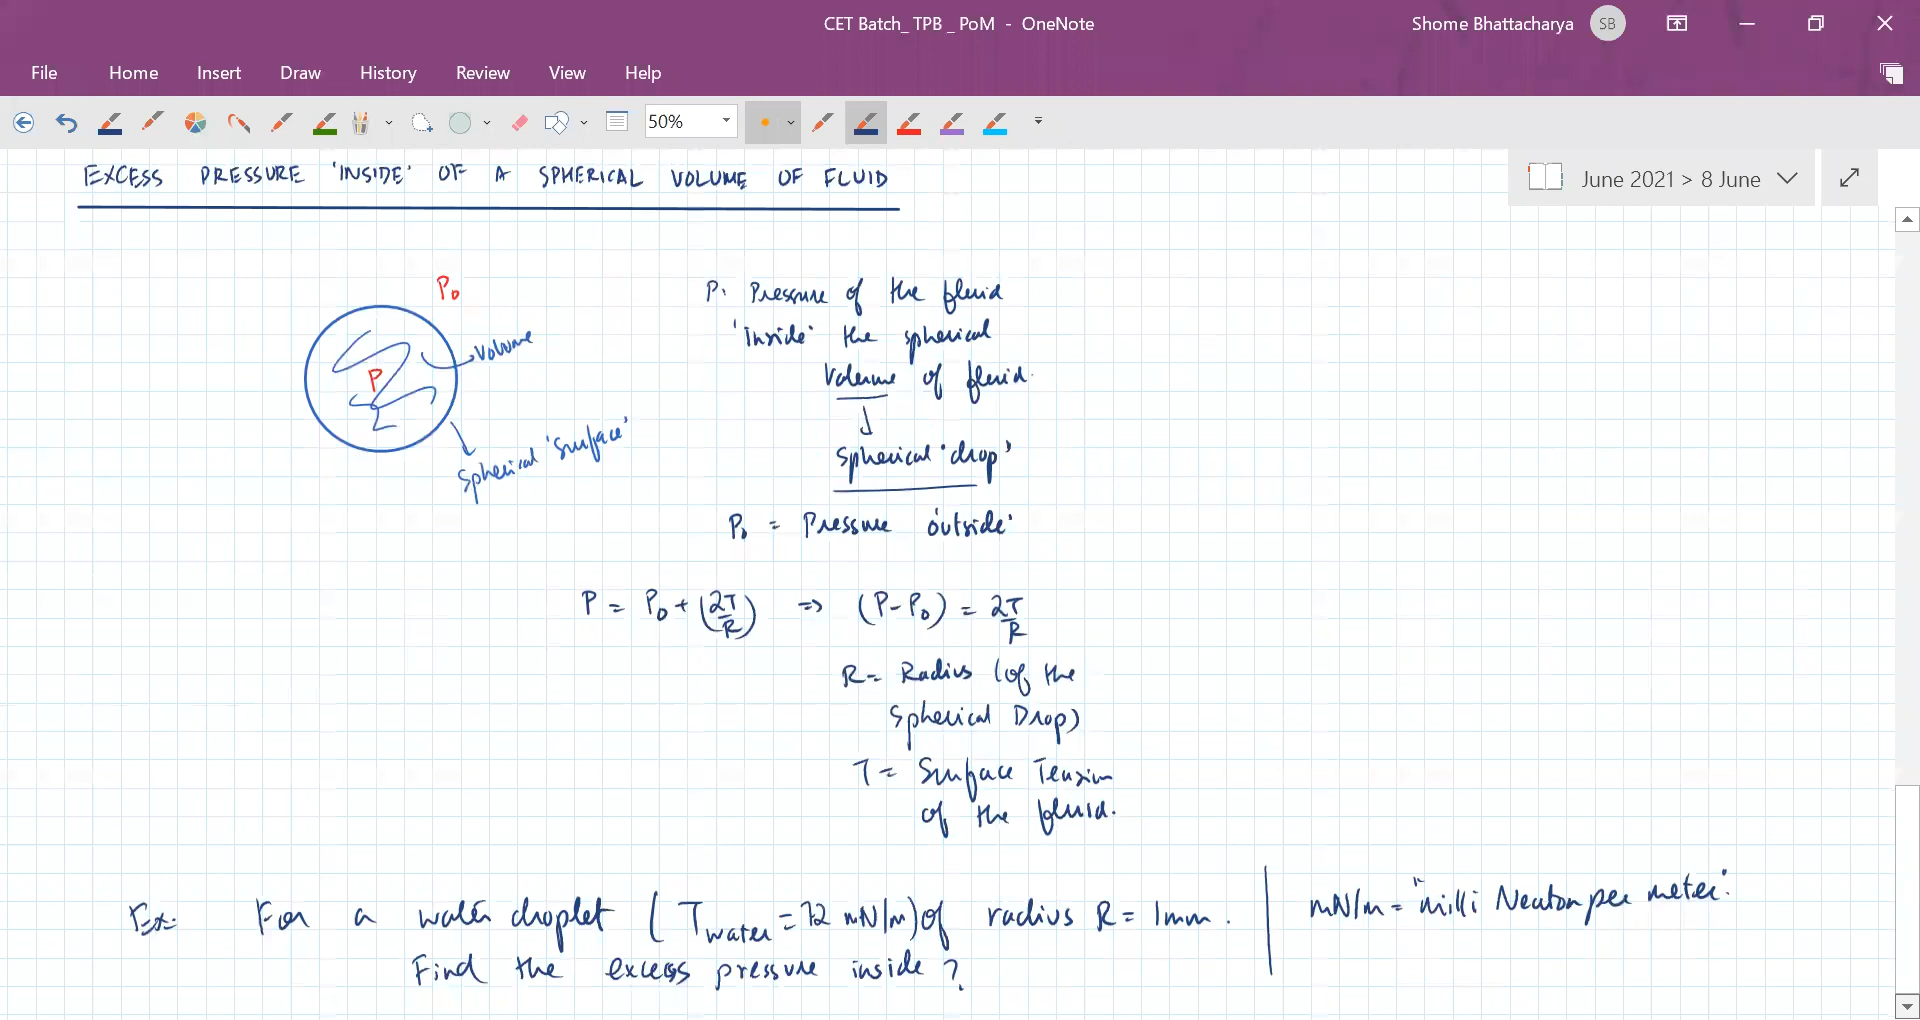 CET Batch_ TPB _ PoM - OneNote
Shome Bhattacharya SB
File Home Insert Draw History Review View Help
50%
June 2021 > 8 June
EXCESS PRESSURE 'INSIDE' OF A SPHERICAL VOLUME OF FLUID
P0
P
Volume
Spherical 'surface'
P. Pressure of the fluid
'inside' the spherical
Volume of fluid.
Spherical 'drop'
P0 = Pressure 'outside'
P = P0 + (2T/R) => (P-P0) = 2T/R
R= Radius (of the
Spherical Drop)
T = Surface Tension
of the fluid.
Ex: For a water droplet (Twater = 72 mN/m) of radius R = 1mm.
Find the excess pressure inside?
mN/m = "milli Newton per meter".